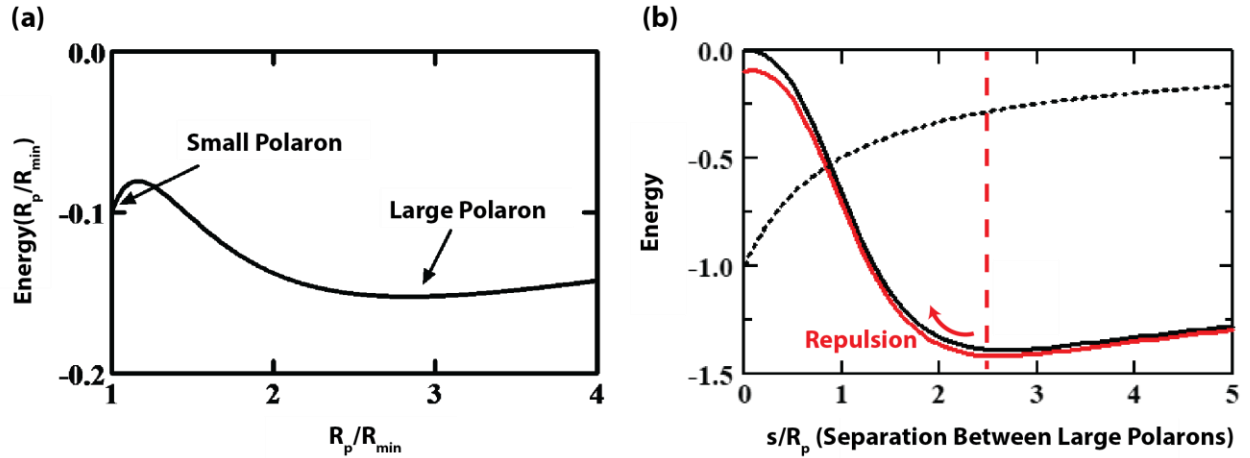 (a)
0.0
-0.1
-0.2
Energy(Rp/Rmin)
Small Polaron
Large Polaron
1 2 3 4
Rp/Rmin
(b)
0.0
-0.5
-1.0
-1.5
Energy
Repulsion
0 1 2 3 4 5
s/Rp (Separation Between Large Polarons)